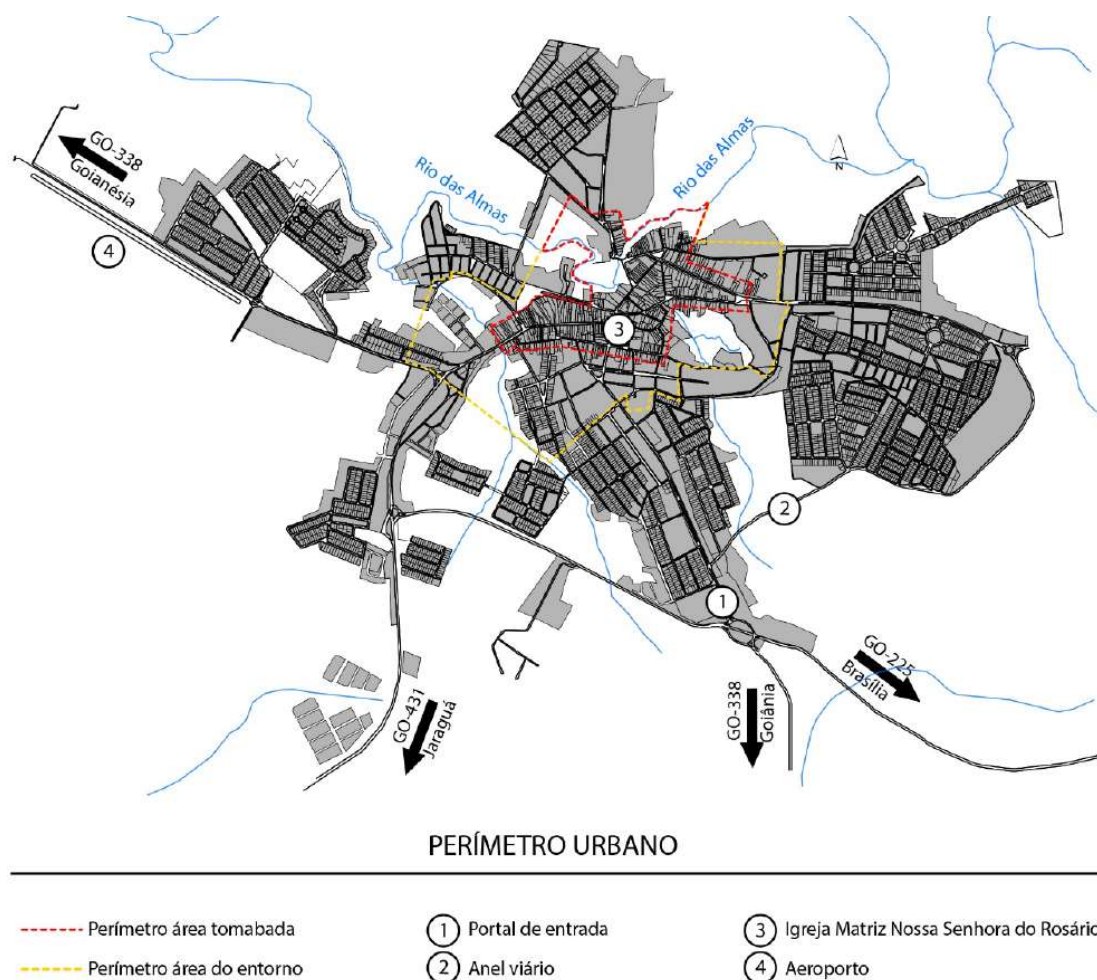 GO-338
Goianésia
Rio das Almas
Rio das Almas
N
4
3
2
1
GO-225
Brasília
GO-431
Jaraguá
GO-338
Goiânia
PERÍMETRO URBANO
Perímetro área tomabada
1 Portal de entrada
3 Igreja Matriz Nossa Senhora do Rosário
Perímetro área do entorno
2 Anel viário
4 Aeroporto